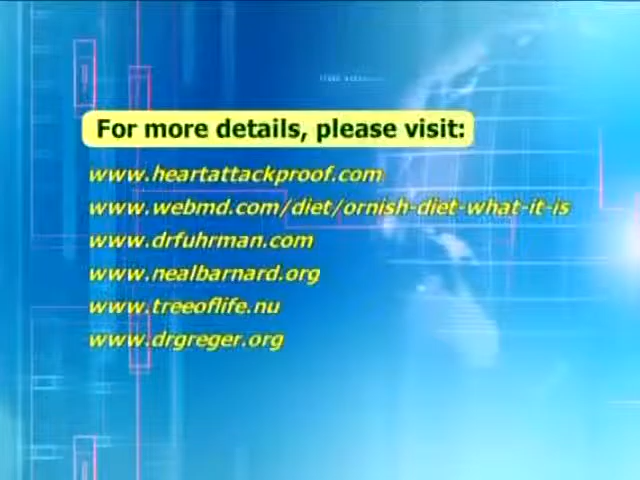 For more details, please visit:
www.heartattackproof.com
www.webmd.com/diet/ornish-diet-what-it-is
www.drfuhrman.com
www.nealbarnard.org
www.treeoflife.nu
www.drgreger.org